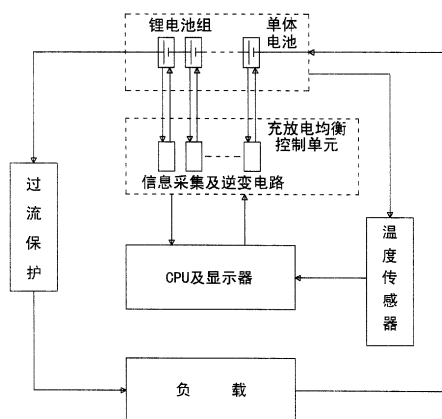 锂电池组
单体
电池
充放电均衡
控制单元
信息采集及逆变电路
过流保护
CPU及显示器
温度传感器
负 载